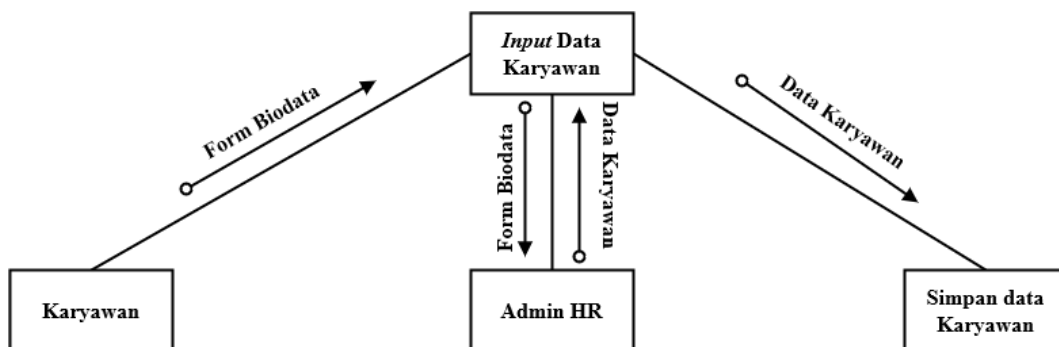 Input Data
Karyawan
Form Biodata
Form Biodata
Data Karyawan
Data Karyawan
Karyawan
Admin HR
Simpan data
Karyawan